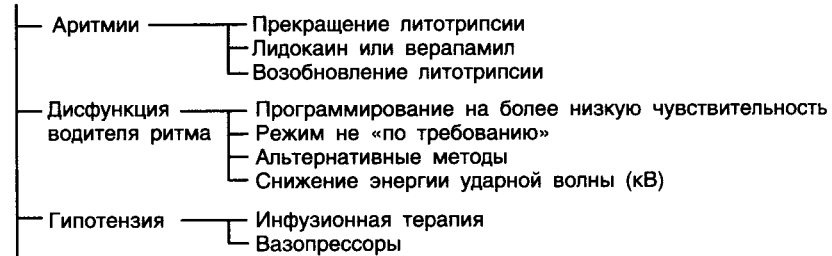 Аритмии — Прекращение литотрипсии
Лидокаин или верапамил
Возобновление литотрипсии
Дисфункция — Программирование на более низкую чувствительность
водителя ритма Режим не «по требованию»
Альтернативные методы
Снижение энергии ударной волны (кВ)
Гипотензия — Инфузионная терапия
Вазопрессоры